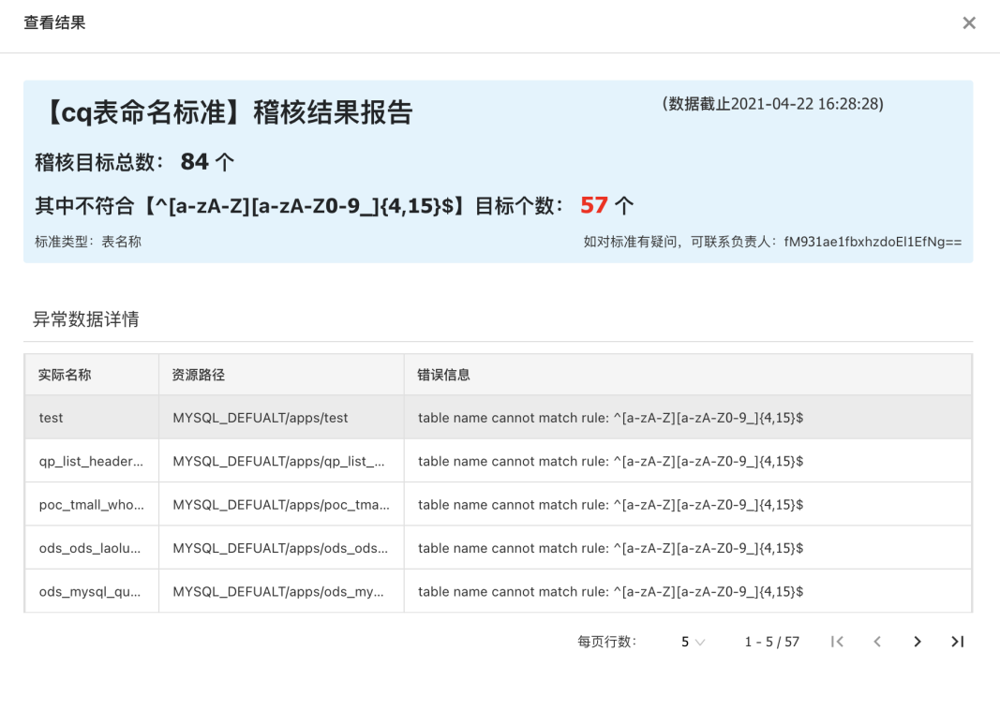 查看结果
【cq表命名标准】稽核结果报告
(数据截止2021-04-22 16:28:28)
稽核目标总数： 84 个
其中不符合【^[a-zA-Z][a-zA-Z0-9_]{4,15}$】目标个数： 57 个
标准类型：表名称
如对标准有疑问，可联系负责人：fM931ae1fbxhzdoEl1EfNg==
异常数据详情
实际名称 资源路径 错误信息
test MYSQL_DEFUALT/apps/test table name cannot match rule: ^[a-zA-Z][a-zA-Z0-9_]{4,15}$
qp_list_header... MYSQL_DEFUALT/apps/qp_list_... table name cannot match rule: ^[a-zA-Z][a-zA-Z0-9_]{4,15}$
poc_tmall_who... MYSQL_DEFUALT/apps/poc_tma... table name cannot match rule: ^[a-zA-Z][a-zA-Z0-9_]{4,15}$
ods_ods_laolu... MYSQL_DEFUALT/apps/ods_ods... table name cannot match rule: ^[a-zA-Z][a-zA-Z0-9_]{4,15}$
ods_mysql_qu... MYSQL_DEFUALT/apps/ods_my... table name cannot match rule: ^[a-zA-Z][a-zA-Z0-9_]{4,15}$
每页行数： 5 1 - 5 / 57